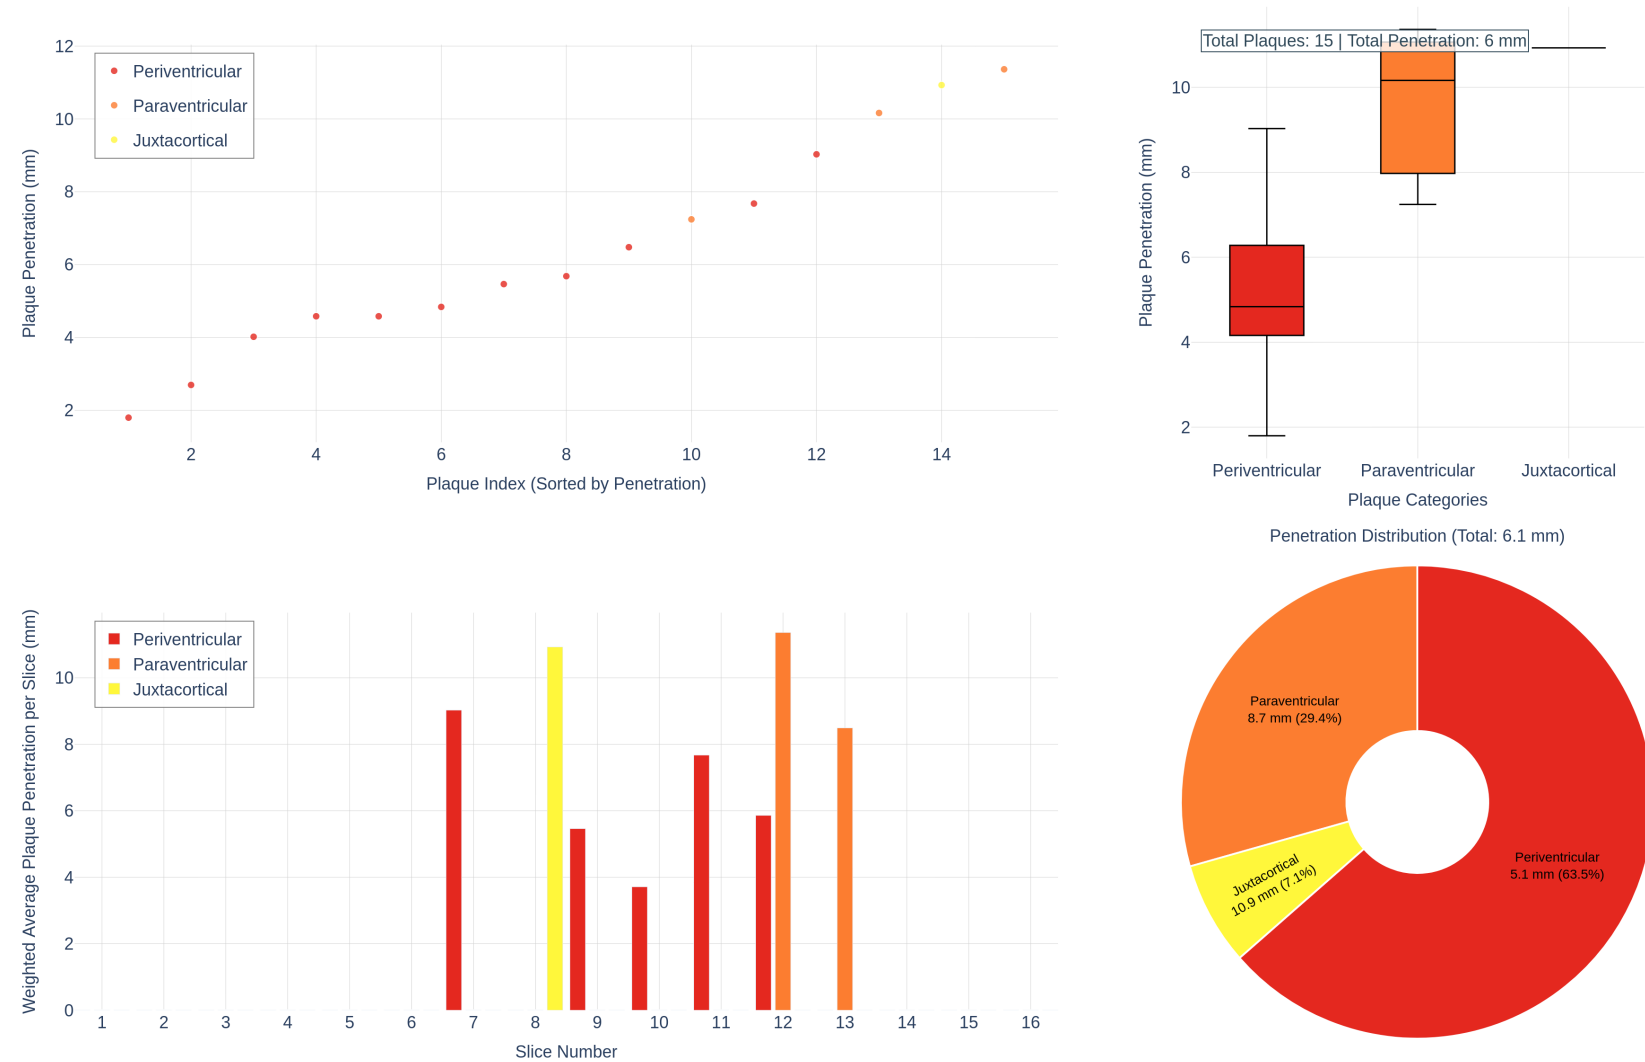 12
10
8
6
4
2
Plaque Penetration (mm)
Periventricular
Paraventricular
Juxtacortical
2
4
6
8
10
12
14
Plaque Index (Sorted by Penetration)
Total Plaques: 15 | Total Penetration: 6 mm
10
8
6
4
2
Plaque Penetration (mm)
Periventricular
Paraventricular
Juxtacortical
Plaque Categories
Weighted Average Plaque Penetration per Slice (mm)
10
8
6
4
2
0
Periventricular
Paraventricular
Juxtacortical
1
2
3
4
5
6
7
8
9
10
11
12
13
14
15
16
Slice Number
Penetration Distribution (Total: 6.1 mm)
Paraventricular
8.7 mm (29.4%)
Juxtacortical
10.9 mm (7.1%)
Periventricular
5.1 mm (63.5%)